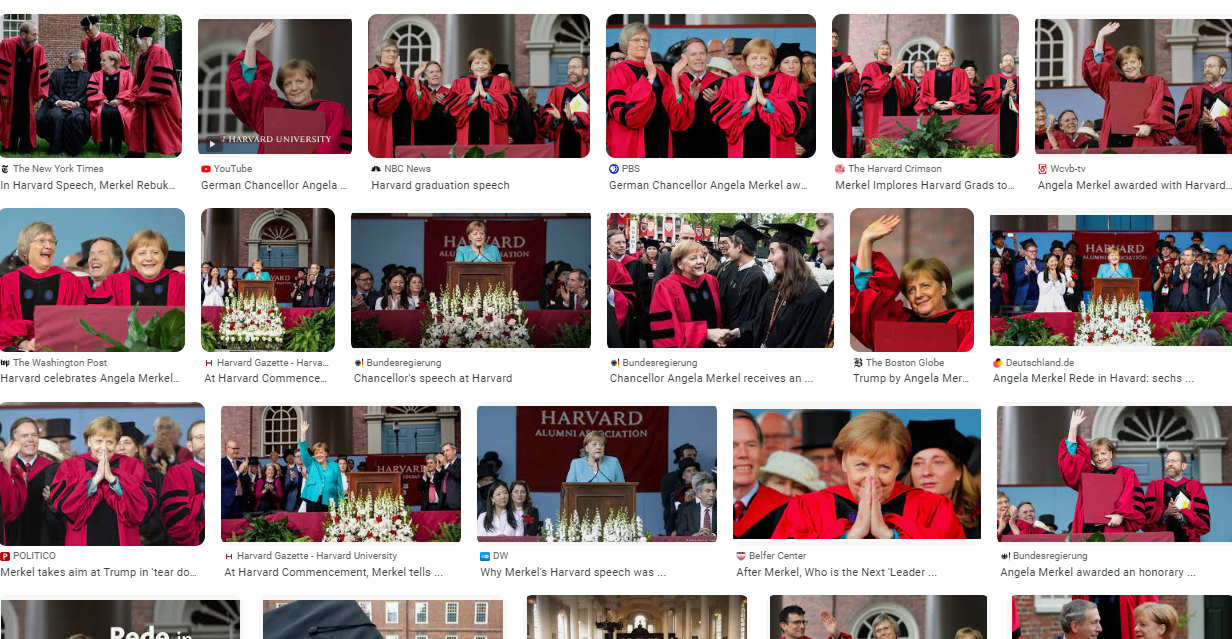 The New York Times
In Harvard Speech, Merkel Rebuk...
HARVARD UNIVERSITY
YouTube
German Chancellor Angela ...
NBC News
Harvard graduation speech
PBS
German Chancellor Angela Merkel aw...
The Harvard Crimson
Merkel Implores Harvard Grads to...
Wcvb-tv
Angela Merkel awarded with Harvard...
The Washington Post
Harvard celebrates Angela Merkel...
Harvard Gazette - Harva...
At Harvard Commence...
HARVARD
ALUMNI ASSOCIATION
Bundesregierung
Chancellor's speech at Harvard
Bundesregierung
Chancellor Angela Merkel receives an ...
The Boston Globe
Trump by Angela Mer...
HARVARD
Deutschland.de
Angela Merkel Rede in Havard: sechs ...
POLITICO
Merkel takes aim at Trump in 'tear do...
HARVARD
Harvard Gazette - Harvard University
At Harvard Commencement, Merkel tells ...
HARVARD
ALUMNI ASSOCIATION
DW
Why Merkel's Harvard speech was ...
Belfer Center
After Merkel, Who is the Next 'Leader ...
Bundesregierung
Angela Merkel awarded an honorary ...
Rede in